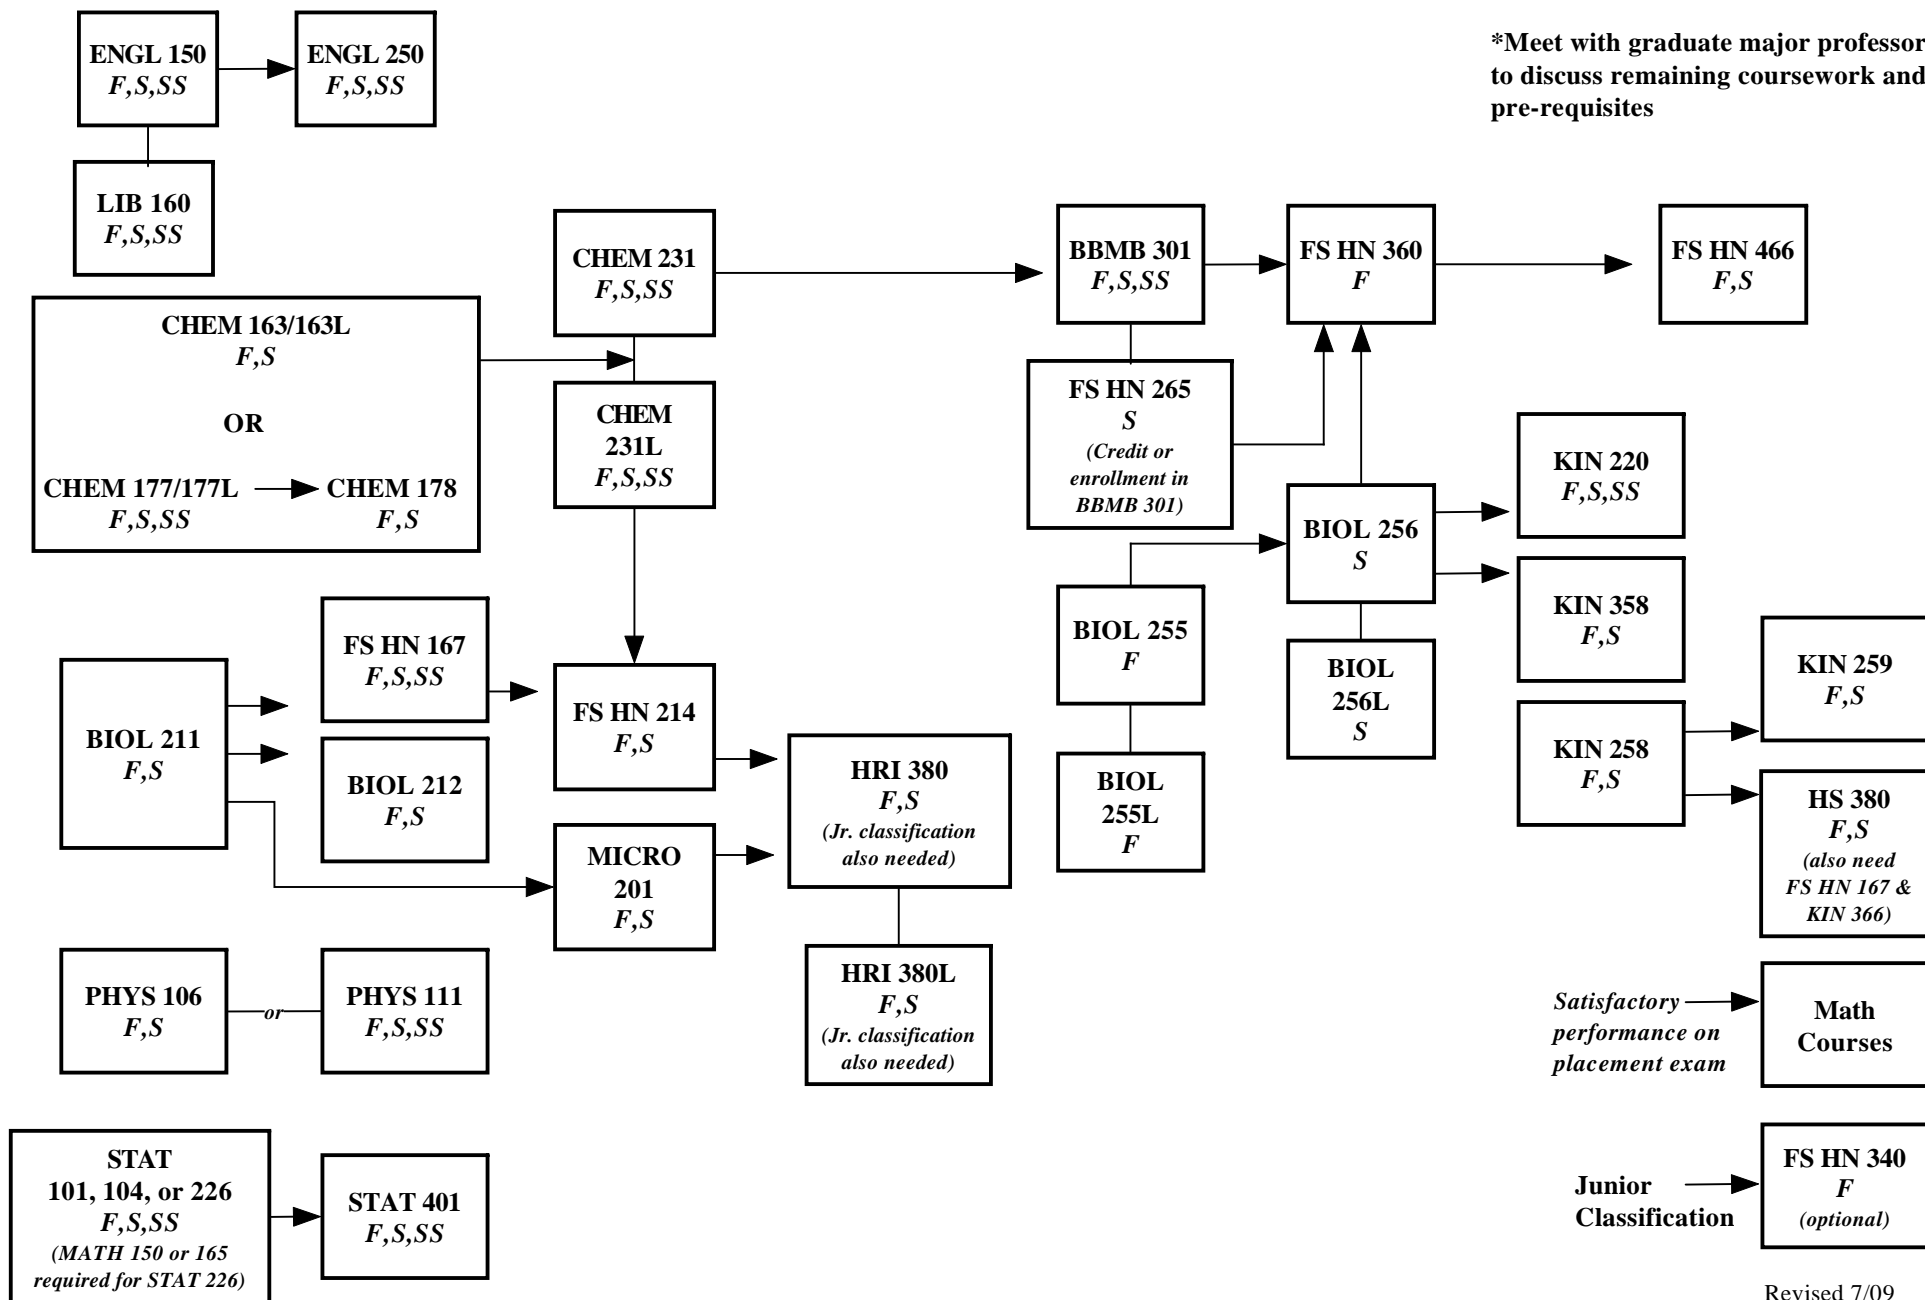 ENGL 150
F,S,SS
ENGL 250
F,S,SS
*Meet with graduate major professor
to discuss remaining coursework and
pre-requisites
LIB 160
F,S,SS
CHEM 163/163L
F,S
OR
CHEM 177/177L
F,S,SS
CHEM 178
F,S
CHEM 231
F,S,SS
CHEM
231L
F,S,SS
BBMB 301
F,S,SS
FS HN 360
F
FS HN 466
F,S
FS HN 265
S
(Credit or
enrollment in
BBMB 301)
BIOL 256
S
KIN 220
F,S,SS
KIN 358
F,S
BIOL 255
F
BIOL
256L
S
BIOL
255L
F
KIN 258
F,S
KIN 259
F,S
HS 380
F,S
(also need
FS HN 167 &
KIN 366)
BIOL 211
F,S
FS HN 167
F,S,SS
BIOL 212
F,S
FS HN 214
F,S
MICRO
201
F,S
HRI 380
F,S
(Jr. classification
also needed)
HRI 380L
F,S
(Jr. classification
also needed)
PHYS 106
F,S
or
PHYS 111
F,S,SS
Satisfactory
performance on
placement exam
Math
Courses
STAT
101, 104, or 226
F,S,SS
(MATH 150 or 165
required for STAT 226)
STAT 401
F,S,SS
Junior
Classification
FS HN 340
F
(optional)
Revised 7/09